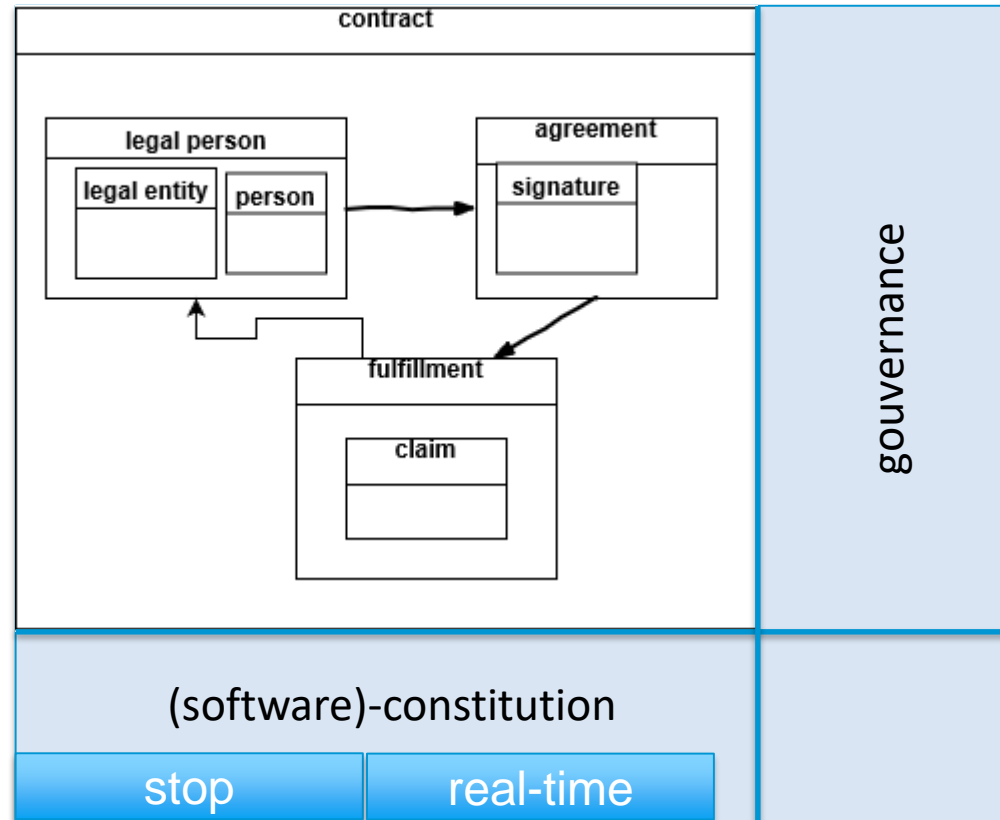 contract
legal person
agreement
legal entity
person
signature
gouvernance
fulfillment
claim
(software)-constitution
stop
real-time